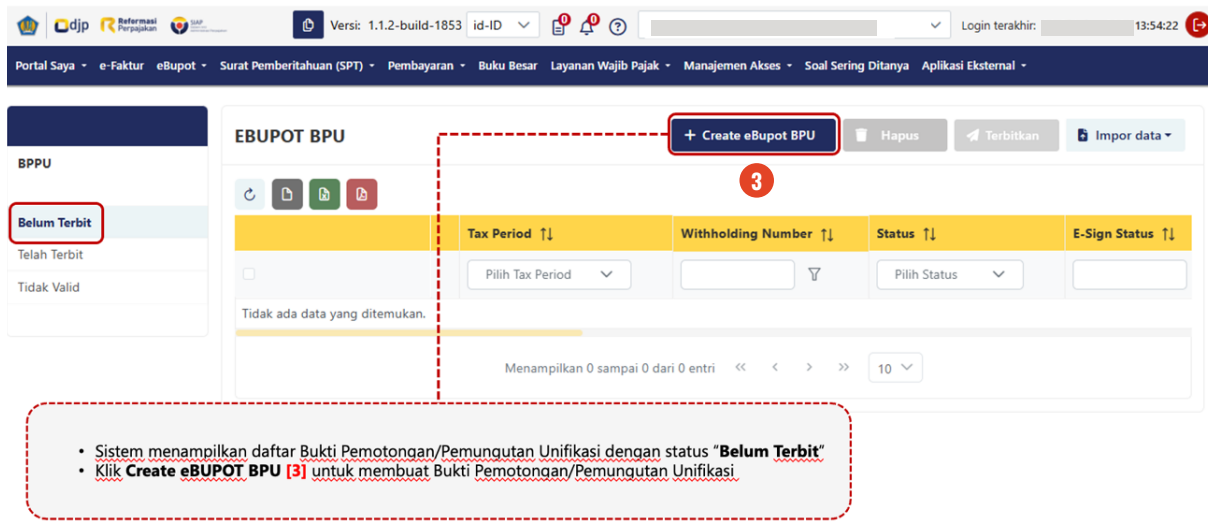 djp Reformasi Perpajakan SIAP Versi: 1.1.2-build-1853 id-ID 0 0 Login terakhir: 13:54:22
Portal Saya e-Faktur eBupot Surat Pemberitahuan (SPT) Pembayaran Buku Besar Layanan Wajib Pajak Manajemen Akses Soal Sering Ditanya Aplikasi Eksternal
EBUPOT BPU + Create eBupot BPU Hapus Terbitkan Impor data
BPPU
3
Belum Terbit
Telah Terbit
Tidak Valid
Tax Period Withholding Number Status E-Sign Status
Pilih Tax Period Pilih Status
Tidak ada data yang ditemukan.
Menampilkan 0 sampai 0 dari 0 entri << < > >> 10
• Sistem menampilkan daftar Bukti Pemotongan/Pemungutan Unifikasi dengan status “Belum Terbit”
• Klik Create eBUPOT BPU [3] untuk membuat Bukti Pemotongan/Pemungutan Unifikasi